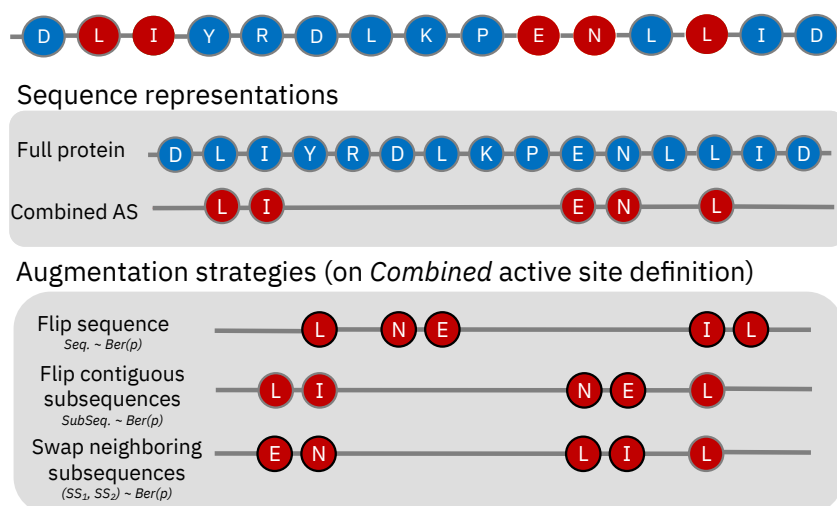 D L I Y R D L K P E N L L I D
Sequence representations
Full protein D L I Y R D L K P E N L L I D
Combined AS L I E N L
Augmentation strategies (on Combined active site definition)
Flip sequence
Seq. ~ Ber(p)
L N E I L
Flip contiguous
subsequences
SubSeq. ~ Ber(p)
L I N E L
Swap neighboring
subsequences
(SS₁, SS₂) ~ Ber(p)
E N L I L